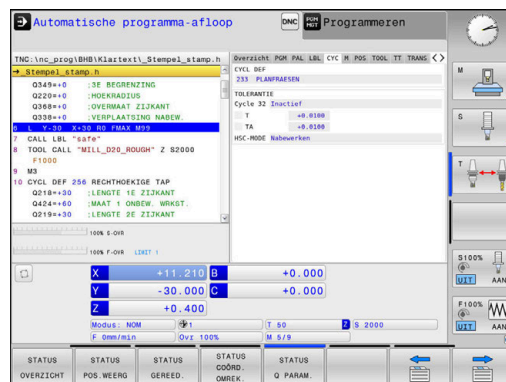 Automatische programma-afloop
DNC
PGM MGT
Programmeren
TNC:\nc_prog\BHB\Klartext\_Stempel_stamp.h
→_Stempel_stamp.h
Q349=+0 ;3E BEGRENZING
Q220=+0 ;HOEKRADIUS
Q368=+0 ;OVERMAAT ZIJKANT
Q338=+0 ;VERPLAATSING NABEW.
6 L Y-30 X+30 R0 FMAX M99
7 CALL LBL "safe"
8 TOOL CALL "MILL_D20_ROUGH" Z S2000
F1000
9 M3
10 CYCL DEF 256 RECHTHOEKIGE TAP
Q218=+30 ;LENGTE 1E ZIJKANT
Q424=+60 ;MAAT 1 ONBEW. WRKST.
Q219=+30 ;LENGTE 2E ZIJKANT
Overzicht PGM PAL LBL CYC M POS TOOL TT TRANS
CYCL DEF
233 PLANFRAESEN
TOLERANTIE
Cycle 32 Inactief
T +0.0100
TA +0.0100
HSC-MODE Nabewerken
100% S-OVR
100% F-OVR LIMIT 1
X +11.210 B +0.000
Y -30.000 C +0.000
Z +0.400
Modus: NOM 1 T 50 Z S 2000
F 0mm/min Ovr 100% M 5/9
M
S
T
S100%
UIT AAN
F100%
UIT AAN
STATUS OVERZICHT
STATUS POS.WEERG
STATUS GEREED.
STATUS COÖRD. OMREK.
STATUS Q PARAM.